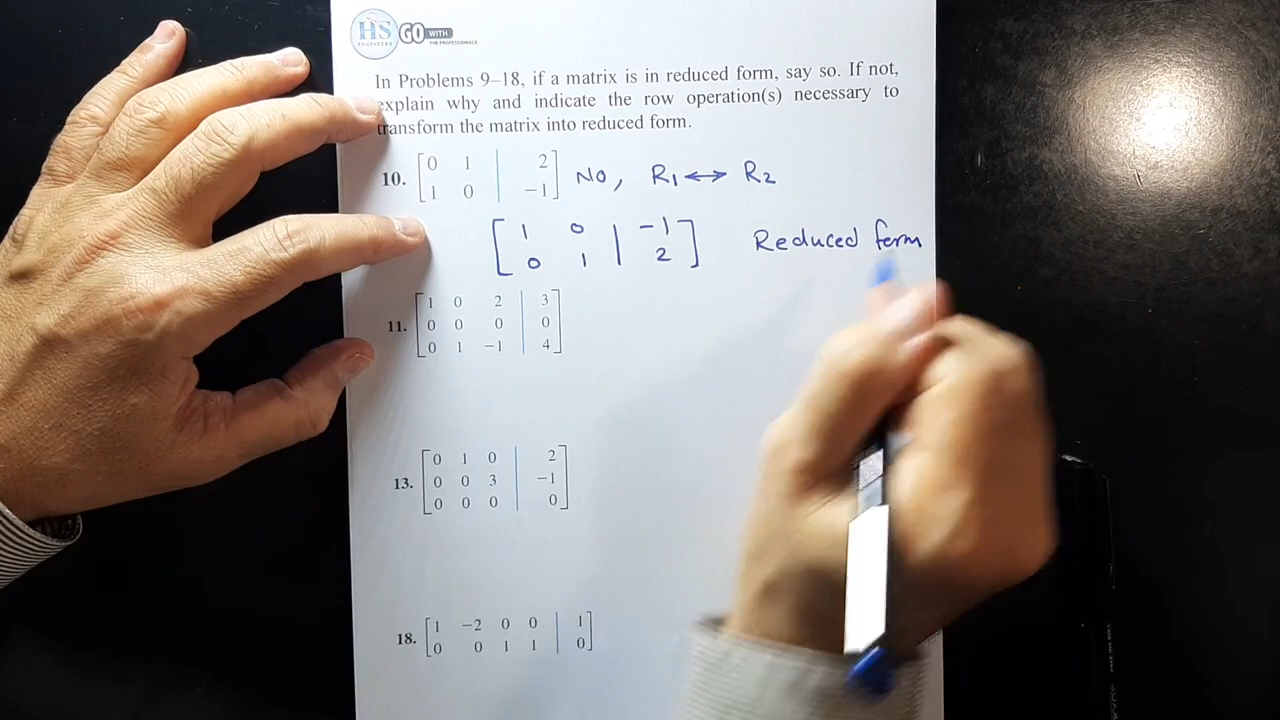 HS
ENGINEERS
GO WITH
THE PROFESSIONALS
In Problems 9–18, if a matrix is in reduced form, say so. If not,
explain why and indicate the row operation(s) necessary to
transform the matrix into reduced form.
10. [0 1 | 2]
[1 0 | −1]
No, R1 ↔ R2
[1 0 | −1]
[0 1 | 2]
Reduced form
11. [1 0 2 | 3]
[0 0 0 | 0]
[0 1 −1 | 4]
13. [0 1 0 | 2]
[0 0 3 | −1]
[0 0 0 | 0]
18. [1 −2 0 0 | 1]
[0 0 1 1 | 0]